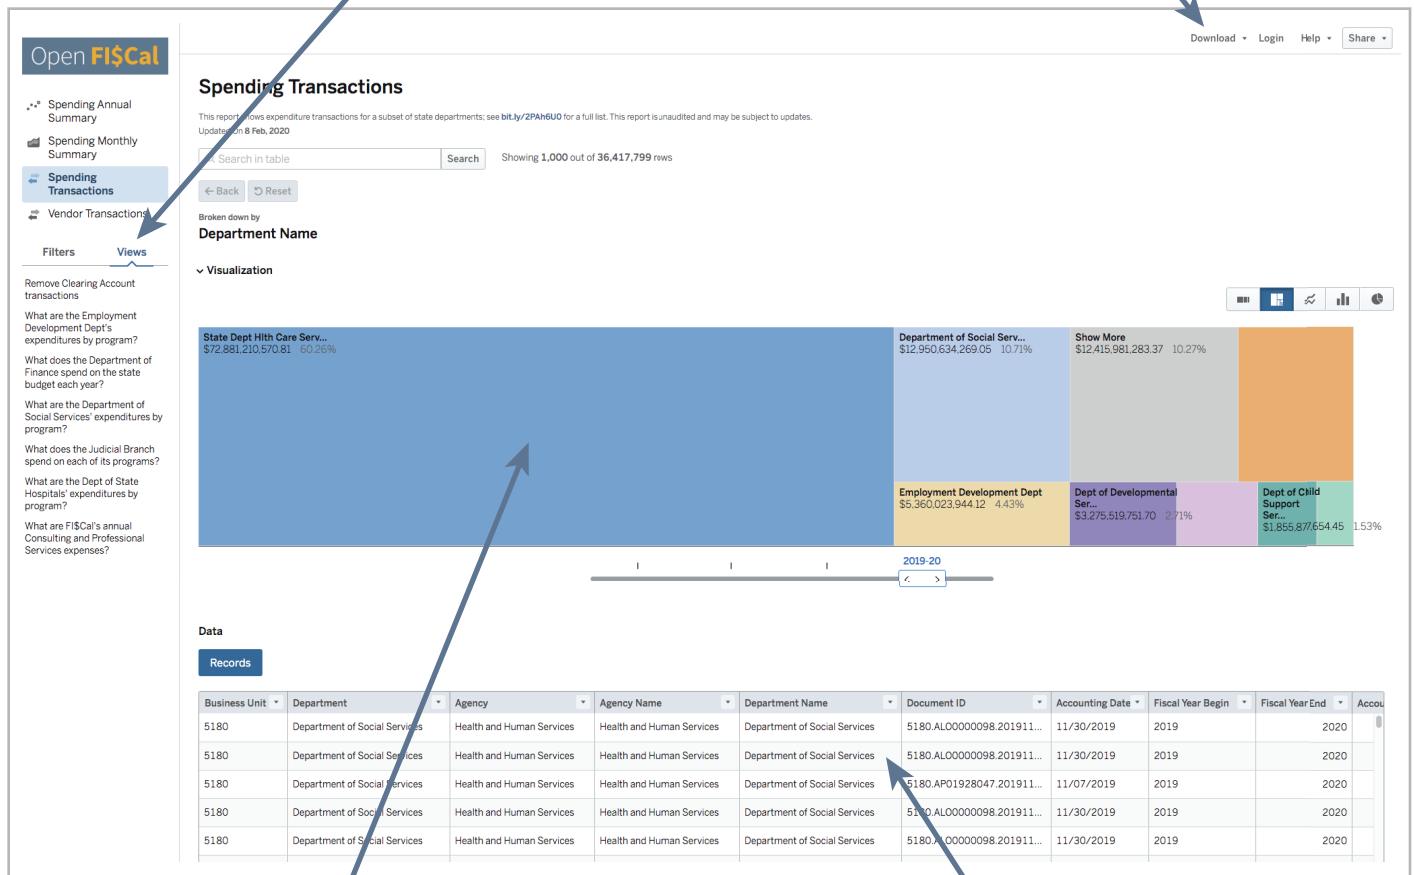 Open FI$Cal
Download
Login
Help
Share
Spending Annual
Summary
Spending Monthly
Summary
Spending
Transactions
Vendor Transactions
Filters
Views
Remove Clearing Account
transactions
What are the Employment
Development Dept's
expenditures by program?
What does the Department of
Finance spend on the state
budget each year?
What are the Department of
Social Services' expenditures by
program?
What does the Judicial Branch
spend on each of its programs?
What are the Dept of State
Hospitals' expenditures by
program?
What are FI$Cal's annual
Consulting and Professional
Services expenses?
Spending Transactions
This report shows expenditure transactions for a subset of state departments; see bit.ly/2PAh6U0 for a full list. This report is unaudited and may be subject to updates.
Updated On 8 Feb, 2020
Search in table
Search
Showing 1,000 out of 36,417,799 rows
Back
Reset
Broken down by
Department Name
Visualization
State Dept Hlth Care Serv...
$72,881,210,570.81 60.26%
Department of Social Serv...
$12,950,634,269.05 10.71%
Show More
$12,415,981,283.37 10.27%
Employment Development Dept
$5,360,023,944.12 4.43%
Dept of Developmental
Ser...
$3,275,519,751.70 2.71%
Dept of Child
Support
Ser...
$1,855,877,654.45 1.53%
2019-20
Data
Records
Business Unit Department Agency Agency Name Department Name Document ID Accounting Date Fiscal Year Begin Fiscal Year End Accou
5180 Department of Social Services Health and Human Services Health and Human Services Department of Social Services 5180.ALO0000098.201911... 11/30/2019 2019 2020
5180 Department of Social Services Health and Human Services Health and Human Services Department of Social Services 5180.ALO0000098.201911... 11/30/2019 2019 2020
5180 Department of Social Services Health and Human Services Health and Human Services Department of Social Services 5180.AP01928047.201911... 11/07/2019 2019 2020
5180 Department of Social Services Health and Human Services Health and Human Services Department of Social Services 5180.ALO0000098.201911... 11/30/2019 2019 2020
5180 Department of Social Services Health and Human Services Health and Human Services Department of Social Services 5180.ALO0000098.201911... 11/30/2019 2019 2020